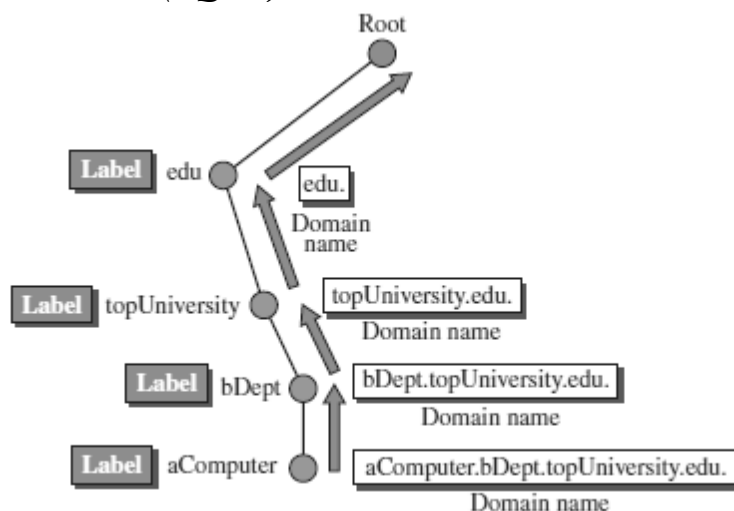 Root
Label edu
edu.
Domain
name
Label topUniversity
topUniversity.edu.
Domain name
Label bDept
bDept.topUniversity.edu.
Domain name
Label aComputer
aComputer.bDept.topUniversity.edu.
Domain name